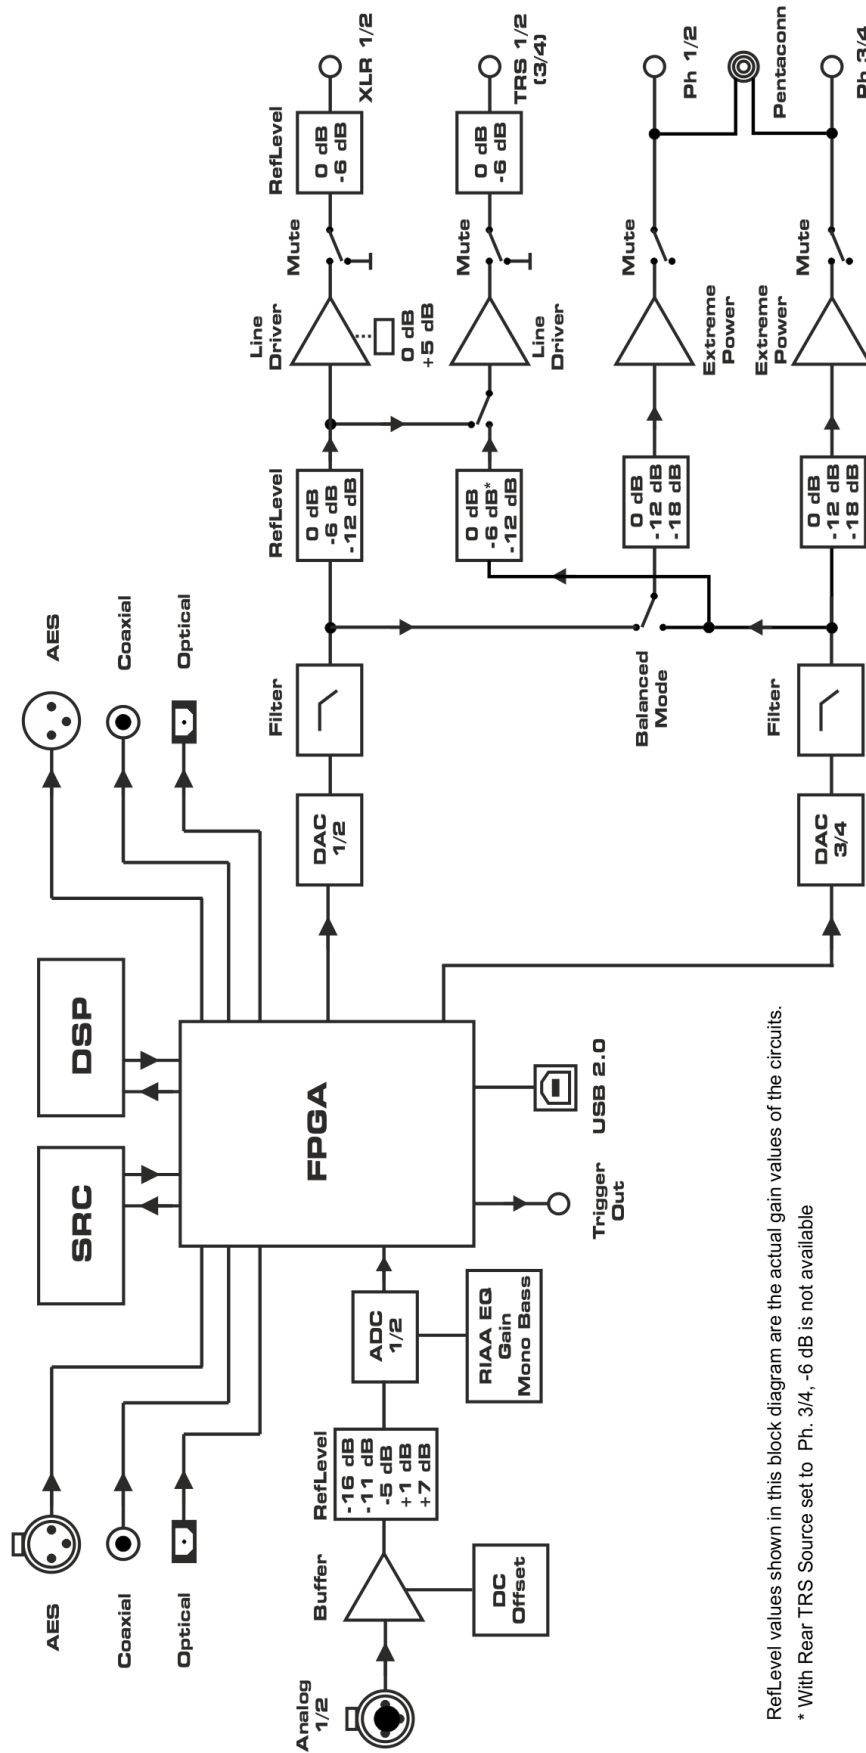 AES
Coaxial
Optical
Analog
1/2
Buffer
DC
Offset
RefLevel
-16 dB
-11 dB
-5 dB
+1 dB
+7 dB
ADC
1/2
RIAA EQ
Gain
Mono Bass
SRC
DSP
FPGA
Trigger
Out
USB 2.0
AES
Coaxial
Optical
DAC
1/2
Filter
RefLevel
0 dB
-6 dB
-12 dB
Line
Driver
0 dB
+5 dB
Mute
RefLevel
0 dB
-6 dB
XLR 1/2
0 dB
-6 dB*
-12 dB
Line
Driver
Mute
0 dB
-6 dB
TRS 1/2
(3/4)
Balanced
Mode
0 dB
-12 dB
-18 dB
Extreme
Power
Mute
Ph 1/2
Pentaconn
DAC
3/4
Filter
0 dB
-12 dB
-18 dB
Extreme
Power
Mute
Ph 3/4
RefLevel values shown in this block diagram are the actual gain values of the circuits.
* With Rear TRS Source set to Ph. 3/4, -6 dB is not available